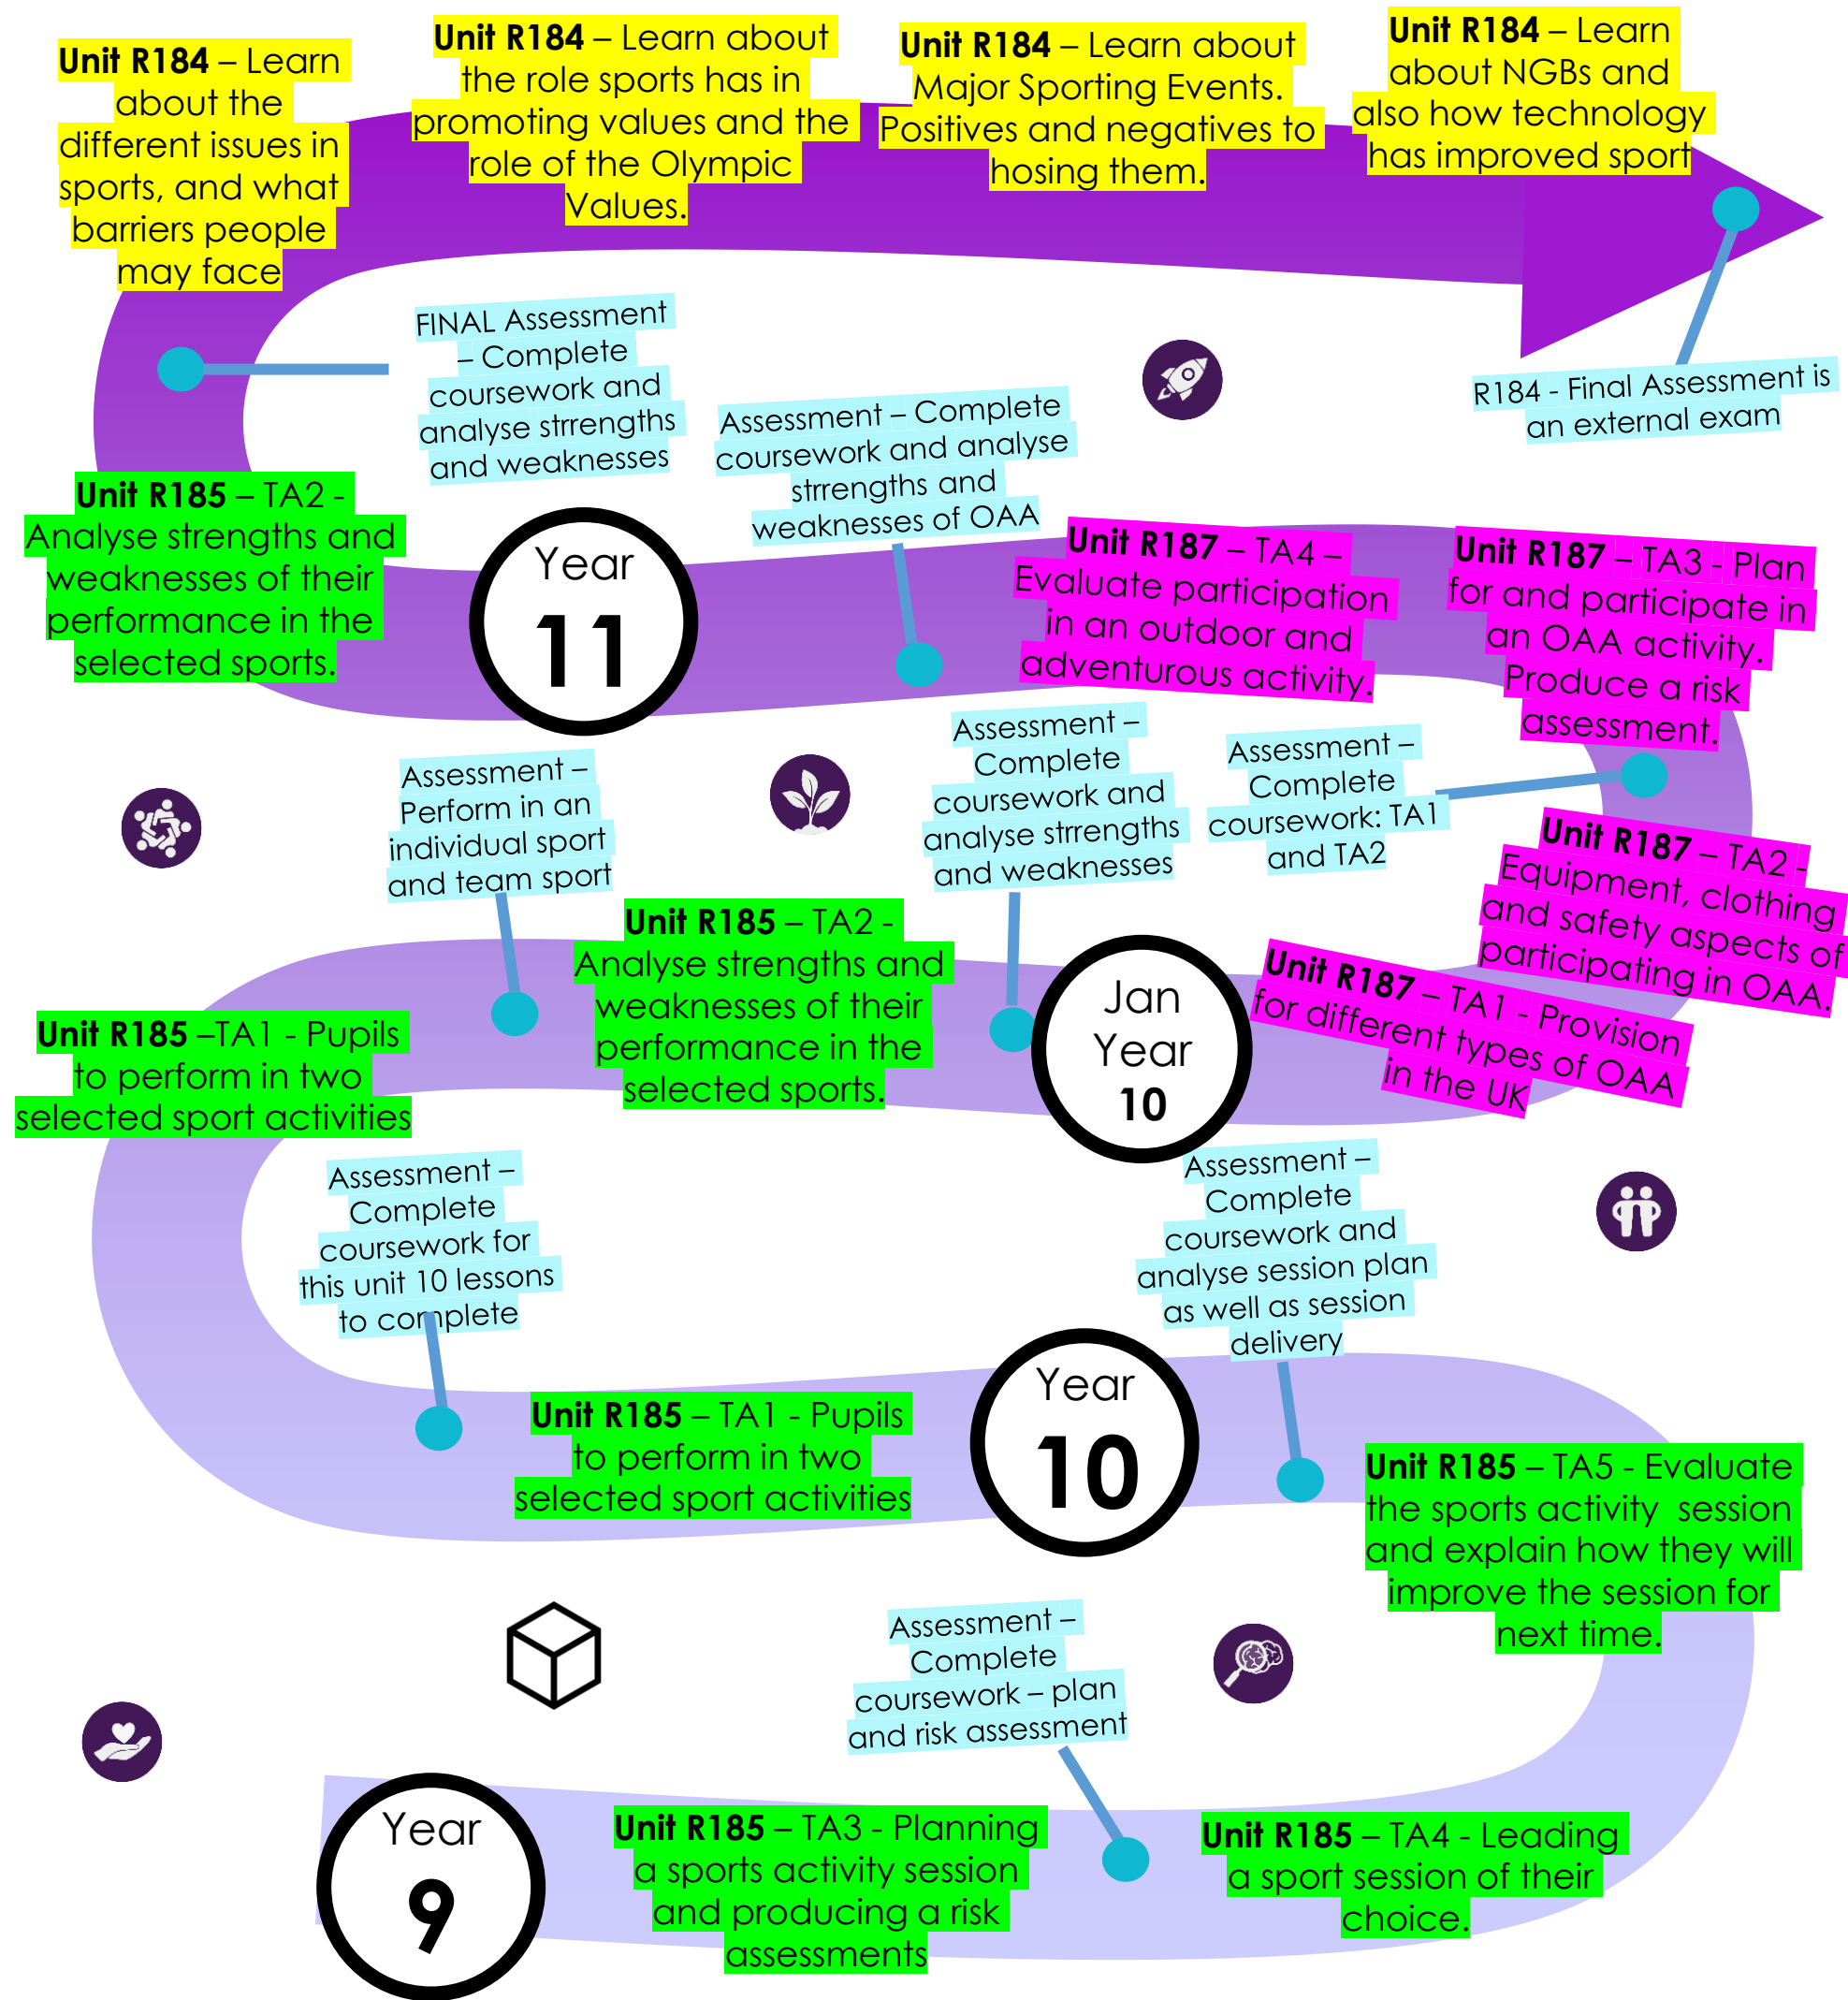 Unit R184 – Learn
about the
different issues in
sports, and what
barriers people
may face
Unit R184 – Learn about
the role sports has in
promoting values and the
role of the Olympic
Values.
Unit R184 – Learn about
Major Sporting Events.
Positives and negatives to
hosing them.
Unit R184 – Learn
about NGBs and
also how technology
has improved sport
FINAL Assessment
– Complete
coursework and
analyse strrengths
and weaknesses
Assessment – Complete
coursework and analyse
strrengths and
weaknesses of OAA
R184 - Final Assessment is
an external exam
Unit R185 – TA2 -
Analyse strengths and
weaknesses of their
performance in the
selected sports.
Year
11
Unit R187 – TA4 –
Evaluate participation
in an outdoor and
adventurous activity.
Unit R187 – TA3 - Plan
for and participate in
an OAA activity.
Produce a risk
assessment.
Assessment –
Perform in an
individual sport
and team sport
Assessment –
Complete
coursework and
analyse strrengths
and weaknesses
Assessment –
Complete
coursework: TA1
and TA2
Unit R187 – TA2 -
Equipment, clothing
and safety aspects of
participating in OAA.
Unit R185 –TA1 - Pupils
to perform in two
selected sport activities
Unit R185 – TA2 -
Analyse strengths and
weaknesses of their
performance in the
selected sports.
Jan
Year
10
Unit R187 – TA1 - Provision
for different types of OAA
in the UK
Assessment –
Complete
coursework for
this unit 10 lessons
to complete
Assessment –
Complete
coursework and
analyse session plan
as well as session
delivery
Unit R185 – TA1 - Pupils
to perform in two
selected sport activities
Year
10
Unit R185 – TA5 - Evaluate
the sports activity session
and explain how they will
improve the session for
next time.
Assessment –
Complete
coursework – plan
and risk assessment
Year
9
Unit R185 – TA3 - Planning
a sports activity session
and producing a risk
assessments
Unit R185 – TA4 - Leading
a sport session of their
choice.